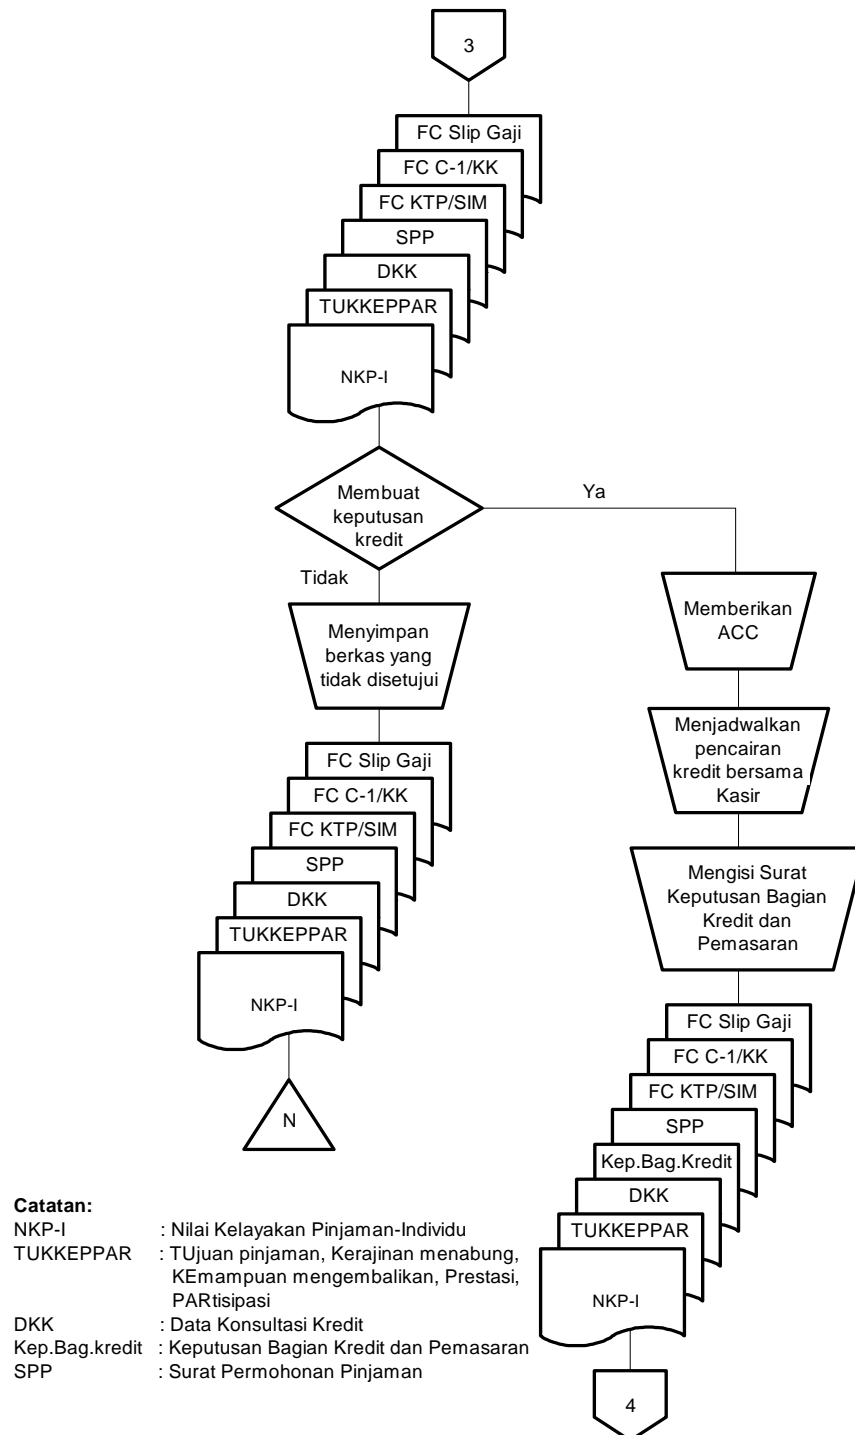 3
FC Slip Gaji
FC C-1/KK
FC KTP/SIM
SPP
DKK
TUKKEPPAR
NKP-I
Membuat
keputusan
kredit
Ya
Tidak
Menyimpan
berkas yang
tidak disetujui
FC Slip Gaji
FC C-1/KK
FC KTP/SIM
SPP
DKK
TUKKEPPAR
NKP-I
N
Memberikan
ACC
Menjadwalkan
pencairan
kredit bersama
Kasir
Mengisi Surat
Keputusan Bagian
Kredit dan
Pemasaran
FC Slip Gaji
FC C-1/KK
FC KTP/SIM
SPP
Kep.Bag.Kredit
DKK
TUKKEPPAR
NKP-I
4
Catatan:
NKP-I : Nilai Kelayakan Pinjaman-Individu
TUKKEPPAR : TUjuan pinjaman, Kerajinan menabung,
KEmampuan mengembalikan, Prestasi,
PARtisipasi
DKK : Data Konsultasi Kredit
Kep.Bag.kredit : Keputusan Bagian Kredit dan Pemasaran
SPP : Surat Permohonan Pinjaman